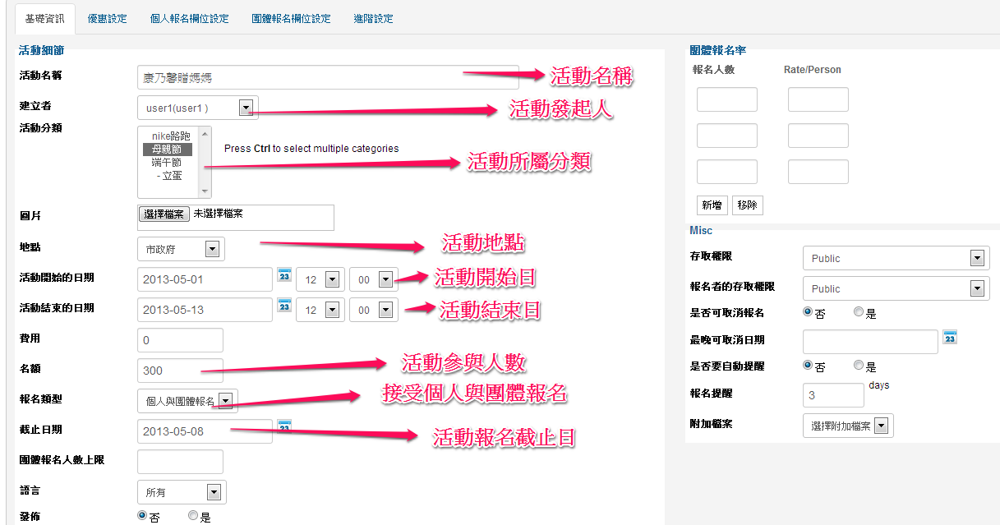 基礎資訊 優惠設定 個人報名欄位設定 團體報名欄位設定 進階設定
活動細節
活動名稱 康乃馨贈媽媽 活動名稱
建立者 user1(user1 ) 活動發起人
活動分類 nike路跑
母親節 Press Ctrl to select multiple categories
端午節 活動所屬分類
- 立蛋
圖片 選擇檔案 未選擇檔案
地點 市政府 活動地點
活動開始的日期 2013-05-01 23 12 00 活動開始日
活動結束的日期 2013-05-13 23 12 00 活動結束日
費用 0
名額 300 活動參與人數
報名類型 個人與團體報名 接受個人與團體報名
截止日期 2013-05-08 23 活動報名截止日
團體報名人數上限
語言 所有
發佈 否 是
團體報名率
報名人數 Rate/Person
新增 移除
Misc
存取權限 Public
報名者的存取權限 Public
是否可取消報名 否 是
最晚可取消日期 23
是否要自動提醒 否 是
報名提醒 3 days
附加檔案 選擇附加檔案